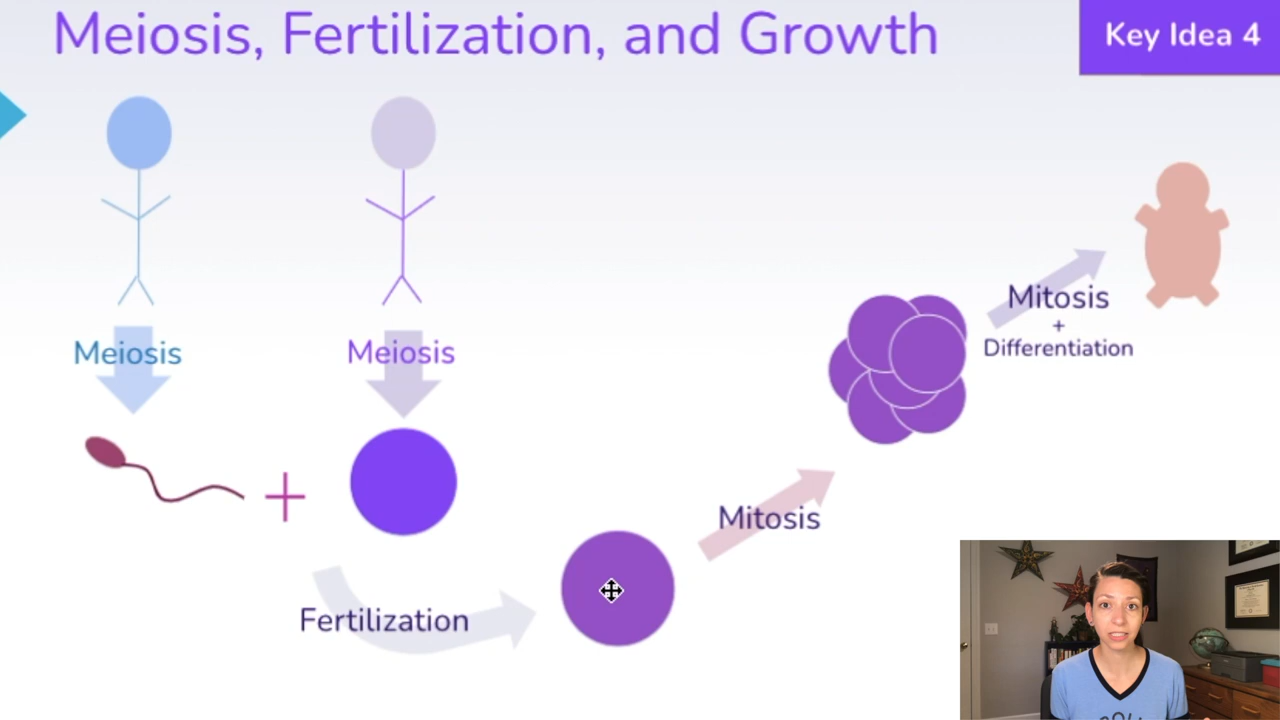 Meiosis, Fertilization, and Growth
Key Idea 4
Meiosis
Meiosis
Mitosis
+
Differentiation
+
Mitosis
Fertilization